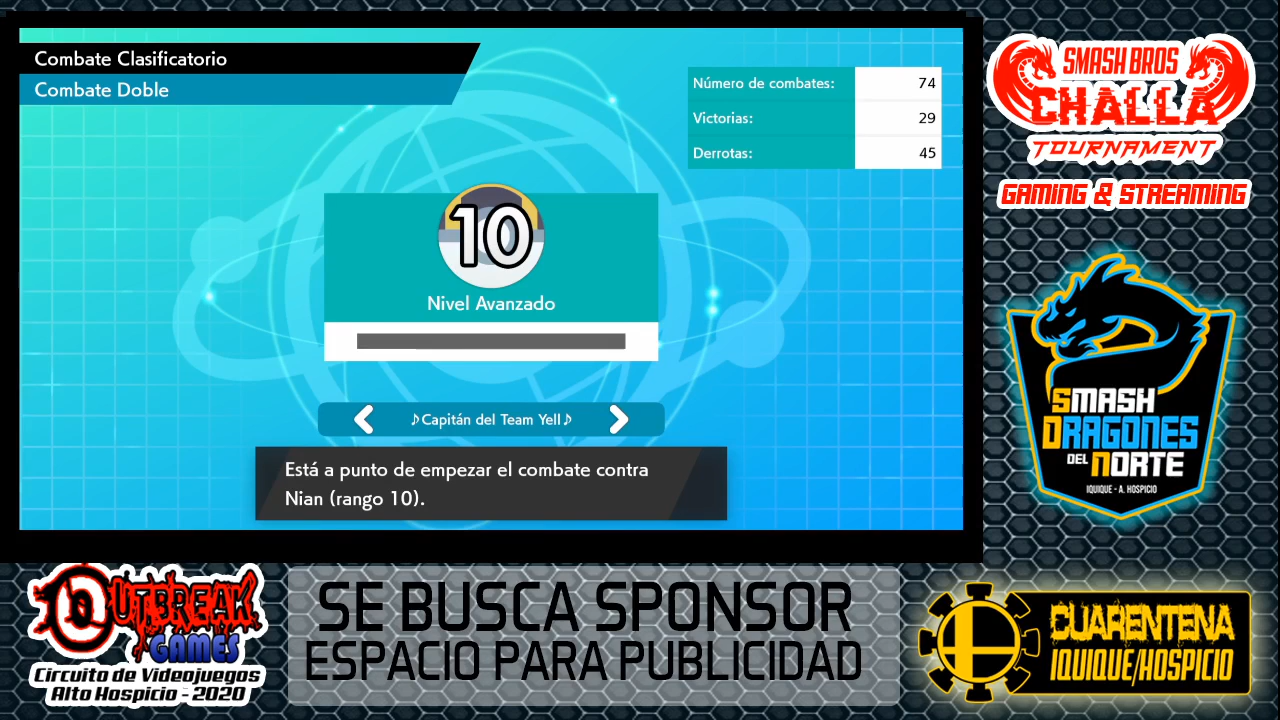 Combate Clasificatorio
Combate Doble
Número de combates: 74
Victorias: 29
Derrotas: 45
10
Nivel Avanzado
♪Capitán del Team Yell♪
Está a punto de empezar el combate contra
Nian (rango 10).
SMASH BROS
CHALLA
TOURNAMENT
GAMING & STREAMING
SMASH
DRAGONES
DEL NORTE
IQUIQUE - A. HOSPICIO
OUTBREAK
GAMES
Circuito de Videojuegos
Alto Hospicio - 2020
SE BUSCA SPONSOR
ESPACIO PARA PUBLICIDAD
CUARENTENA
IQUIQUE/HOSPICIO